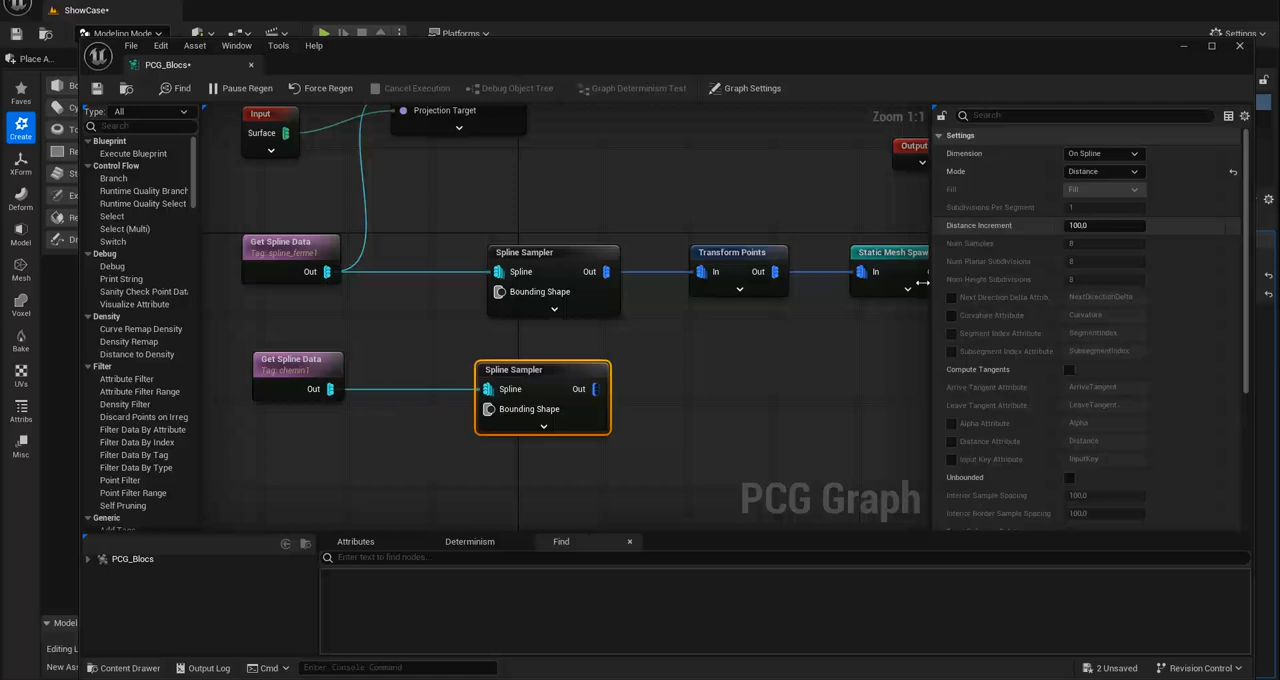 ShowCase•
Modeling Mode
Platforms
Settings
File Edit Asset Window Tools Help
Place A...
PCG_Blocs•
Find
Pause Regen
Force Regen
Cancel Execution
Debug Object Tree
Graph Determinism Test
Graph Settings
Faves
Create
XForm
Deform
Model
Mesh
Voxel
Bake
UVs
Attribs
Misc
Type: All
Search
Blueprint
Execute Blueprint
Control Flow
Branch
Runtime Quality Branch
Runtime Quality Select
Select
Select (Multi)
Switch
Debug
Debug
Print String
Sanity Check Point Data
Visualize Attribute
Density
Curve Remap Density
Density Remap
Distance to Density
Filter
Attribute Filter
Attribute Filter Range
Density Filter
Discard Points on Irreg
Filter Data By Attribute
Filter Data By Index
Filter Data By Tag
Filter Data By Type
Point Filter
Point Filter Range
Self Pruning
Generic
Input
Surface
Projection Target
Zoom 1:1
Output
Get Spline Data
Tag: spline_ferme1
Out
Spline Sampler
Spline
Out
Bounding Shape
Transform Points
In
Out
Static Mesh Spaw
In
Get Spline Data
Tag: chemin1
Out
Spline Sampler
Spline
Out
Bounding Shape
PCG Graph
Search
Settings
Dimension On Spline
Mode Distance
Fill Fill
Subdivisions Per Segment 1
Distance Increment 100,0
Num Samples 8
Num Planar Subdivisions 8
Num Height Subdivisions 8
Next Direction Delta Attrib. NextDirectionDelta
Curvature Attribute Curvature
Segment Index Attribute SegmentIndex
Subsegment Index Attribute SubsegmentIndex
Compute Tangents
Arrive Tangent Attribute ArriveTangent
Leave Tangent Attribute LeaveTangent
Alpha Attribute Alpha
Distance Attribute Distance
Input Key Attribute InputKey
Unbounded
Interior Sample Spacing 100,0
Interior Border Sample Spacing 100,0
PCG_Blocs
Attributes
Determinism
Find
Enter text to find nodes...
Model
Editing L
New Ass
Content Drawer
Output Log
Cmd
Enter Console Command
2 Unsaved
Revision Control